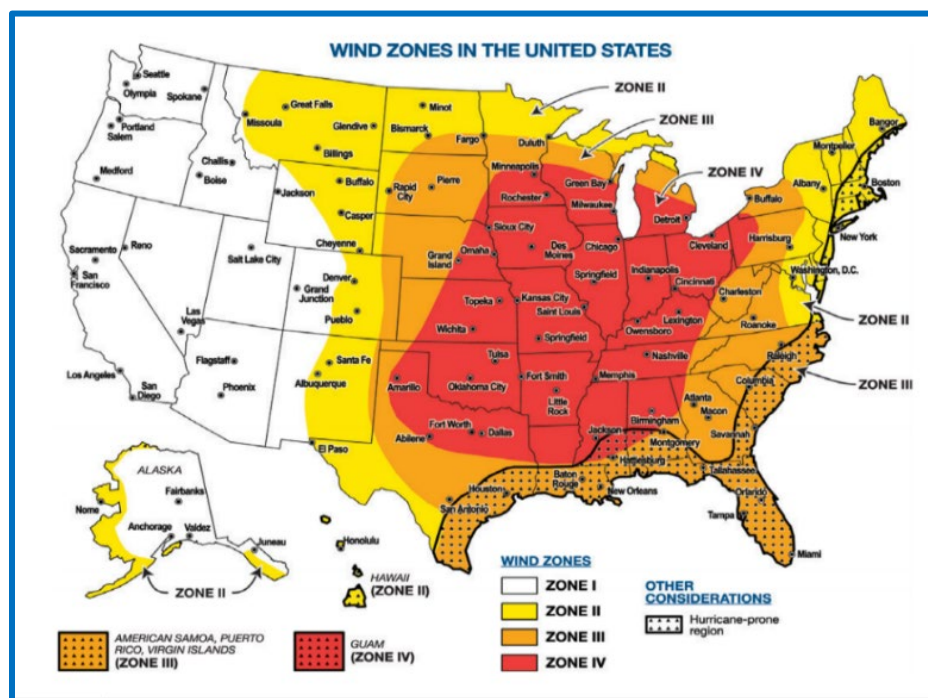 WIND ZONES IN THE UNITED STATES
Seattle
Olympia
Spokane
Portland
Salem
Medford
Challis
Boise
Missoula
Great Falls
Glendive
Billings
Jackson
Buffalo
Casper
Cheyenne
Minot
Bismarck
Fargo
Duluth
ZONE II
ZONE III
ZONE IV
Bangor
Montpelier
Albany
Boston
Buffalo
New York
Harrisburg
Washington, D.C.
Minneapolis
Rochester
Green Bay
Milwaukee
Detroit
Pierre
Rapid City
Sioux City
Omaha
Grand Island
Des Moines
Chicago
Cleveland
Springfield
Indianapolis
Cincinnati
Charleston
Roanoke
ZONE II
Raleigh
ZONE III
Sacramento
San Francisco
Reno
Salt Lake City
Las Vegas
Los Angeles
San Diego
Flagstaff
Phoenix
Grand Junction
Denver
Pueblo
Santa Fe
Albuquerque
El Paso
Topeka
Kansas City
Saint Louis
Wichita
Springfield
Owensboro
Lexington
Nashville
Tulsa
Amarillo
Oklahoma City
Fort Smith
Memphis
Little Rock
Fort Worth
Dallas
Abilene
Birmingham
Jackson
Montgomery
Hattiesburg
Atlanta
Macon
Columbia
Savannah
Tallahassee
Orlando
Tampa
Miami
Houston
San Antonio
Baton Rouge
New Orleans
ALASKA
Nome
Fairbanks
Anchorage
Valdez
Juneau
ZONE II
Honolulu
HAWAII
(ZONE II)
WIND ZONES
ZONE I
ZONE II
ZONE III
ZONE IV
OTHER
CONSIDERATIONS
Hurricane-prone
region
AMERICAN SAMOA, PUERTO
RICO, VIRGIN ISLANDS
(ZONE III)
GUAM
(ZONE IV)